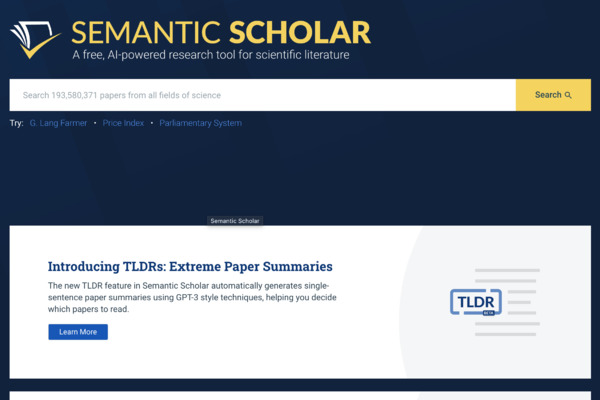 SEMANTIC SCHOLAR
A free, AI-powered research tool for scientific literature
Search 193,580,371 papers from all fields of science
Search
Try: G. Lang Farmer • Price Index • Parliamentary System
Semantic Scholar
Introducing TLDRs: Extreme Paper Summaries
The new TLDR feature in Semantic Scholar automatically generates single-
sentence paper summaries using GPT-3 style techniques, helping you decide
which papers to read.
Learn More
TLDR
BETA